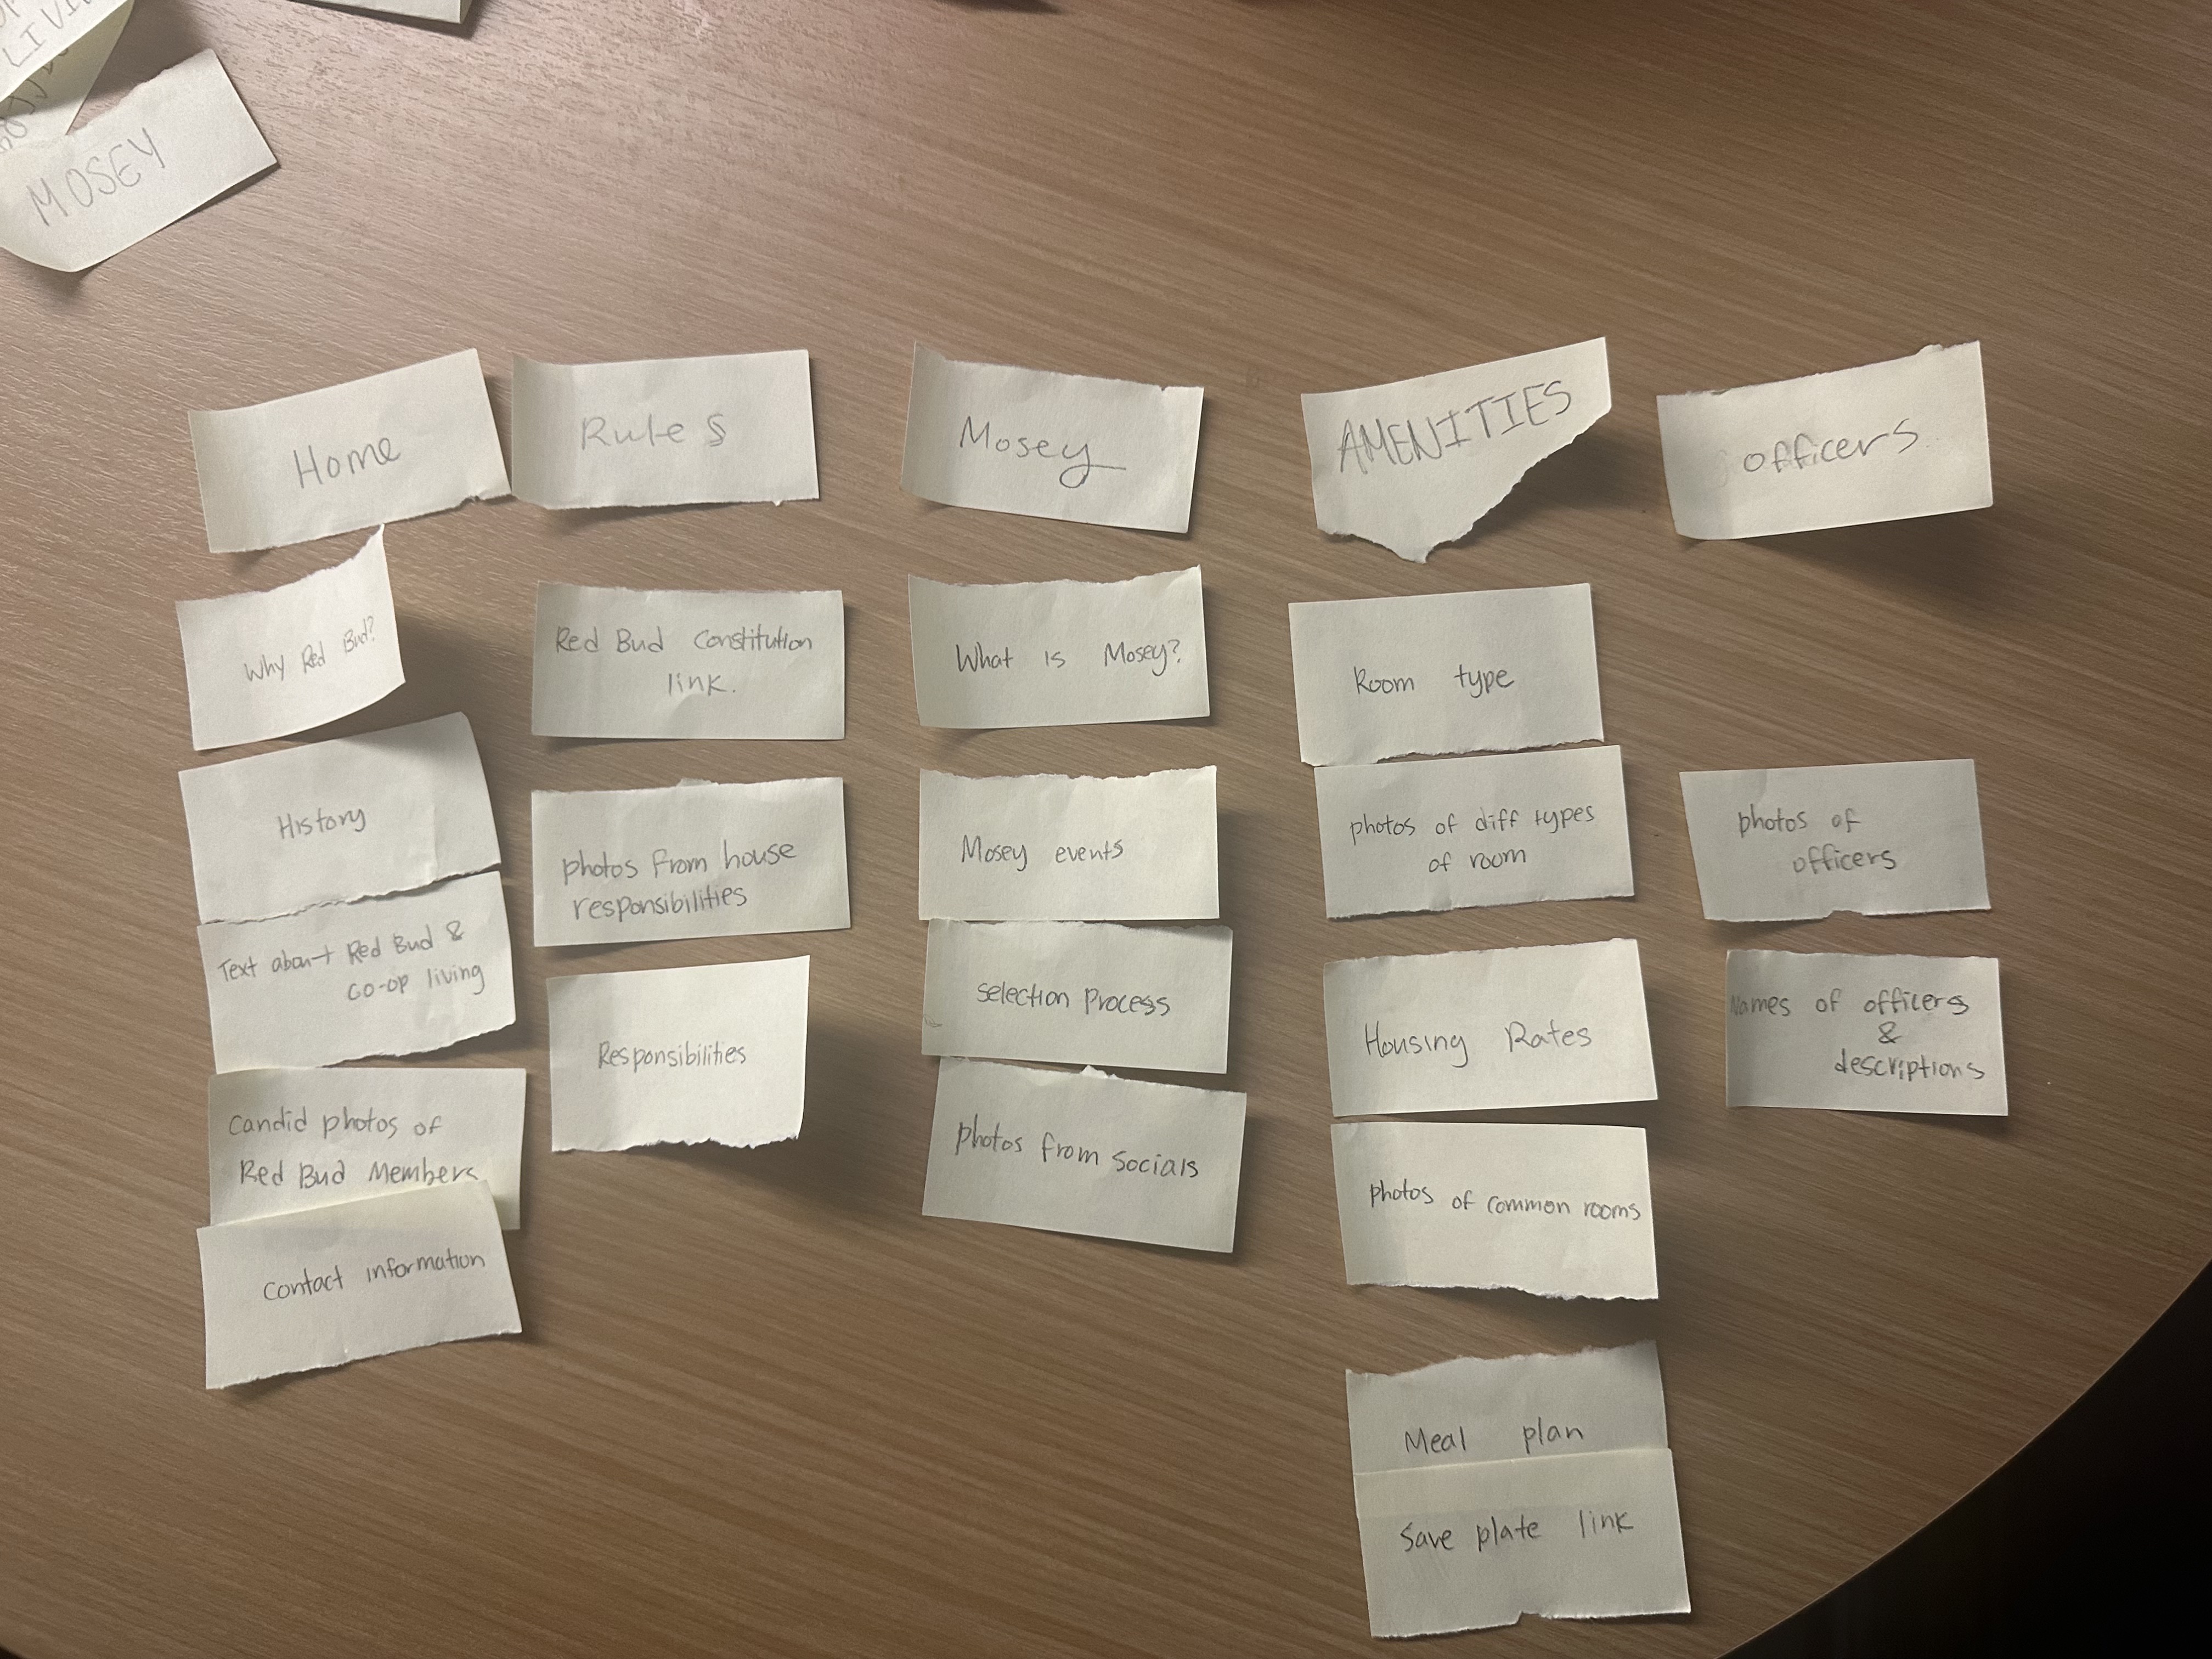 LIVI
MOSEY
Home
Why Red Bud?
History
Text about Red Bud &
co-op living
Candid photos of
Red Bud Members
contact information
Rules
Red Bud Constitution
link.
photos from house
responsibilities
Responsibilities
Mosey
What is Mosey?
Mosey events
selection Process
photos from socials
AMENITIES
Room type
photos of diff types
of room
Housing Rates
photos of common rooms
Meal plan
Save plate link
officers
photos of
officers
Names of officers
&
descriptions